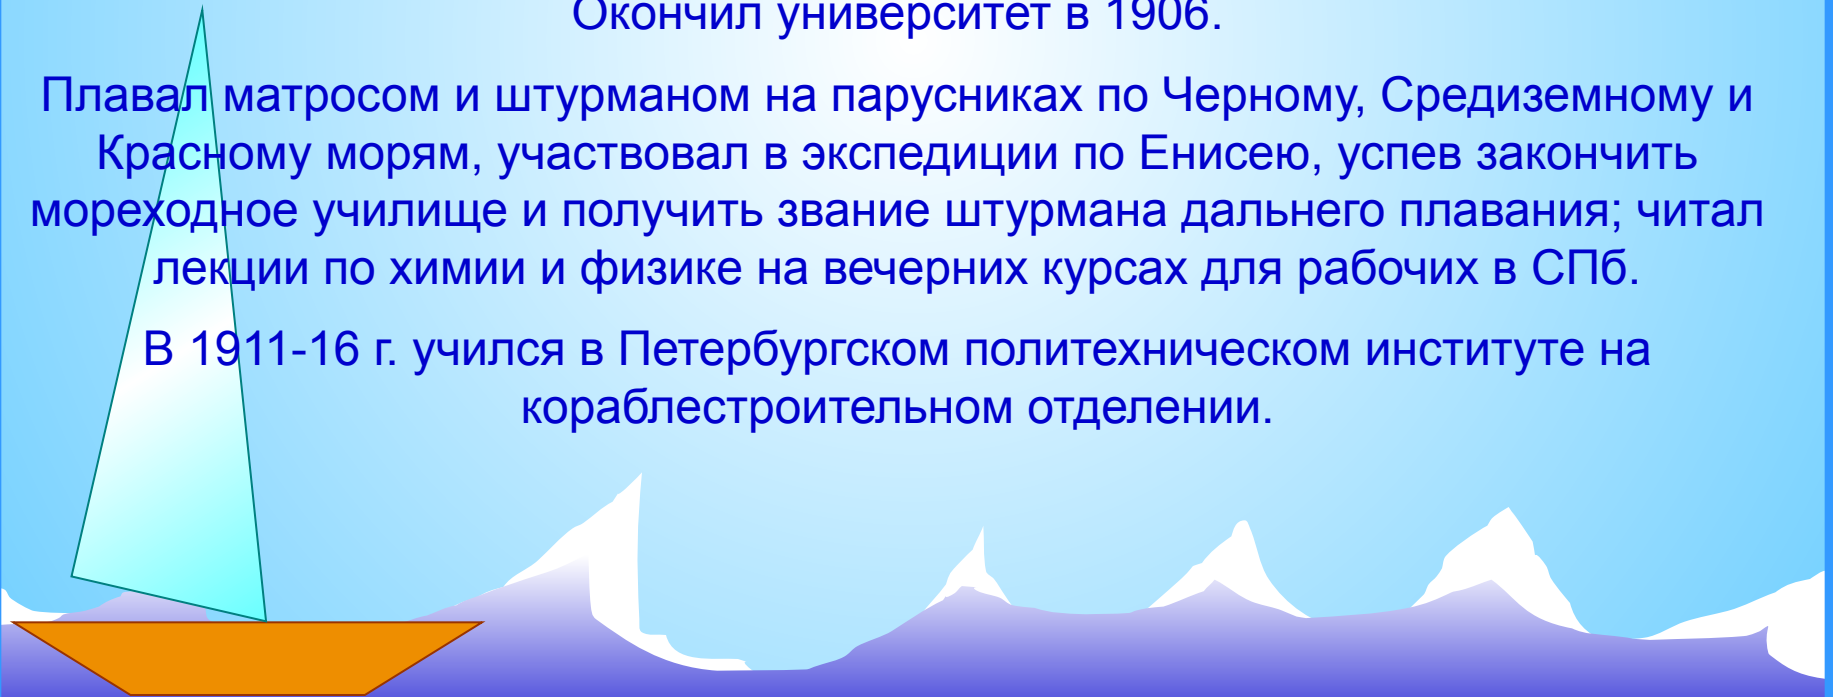 Окончил университет в 1906.
Плавал матросом и штурманом на парусниках по Черному, Средиземному и
Красному морям, участвовал в экспедиции по Енисею, успев закончить
мореходное училище и получить звание штурмана дальнего плавания; читал
лекции по химии и физике на вечерних курсах для рабочих в СПб.
В 1911-16 г. учился в Петербургском политехническом институте на
кораблестроительном отделении.